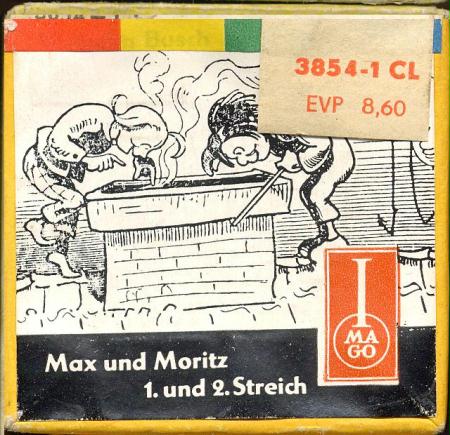 Busch
3854-1 CL
EVP 8,60
I
MA
GO
Max und Moritz
1. und 2. Streich